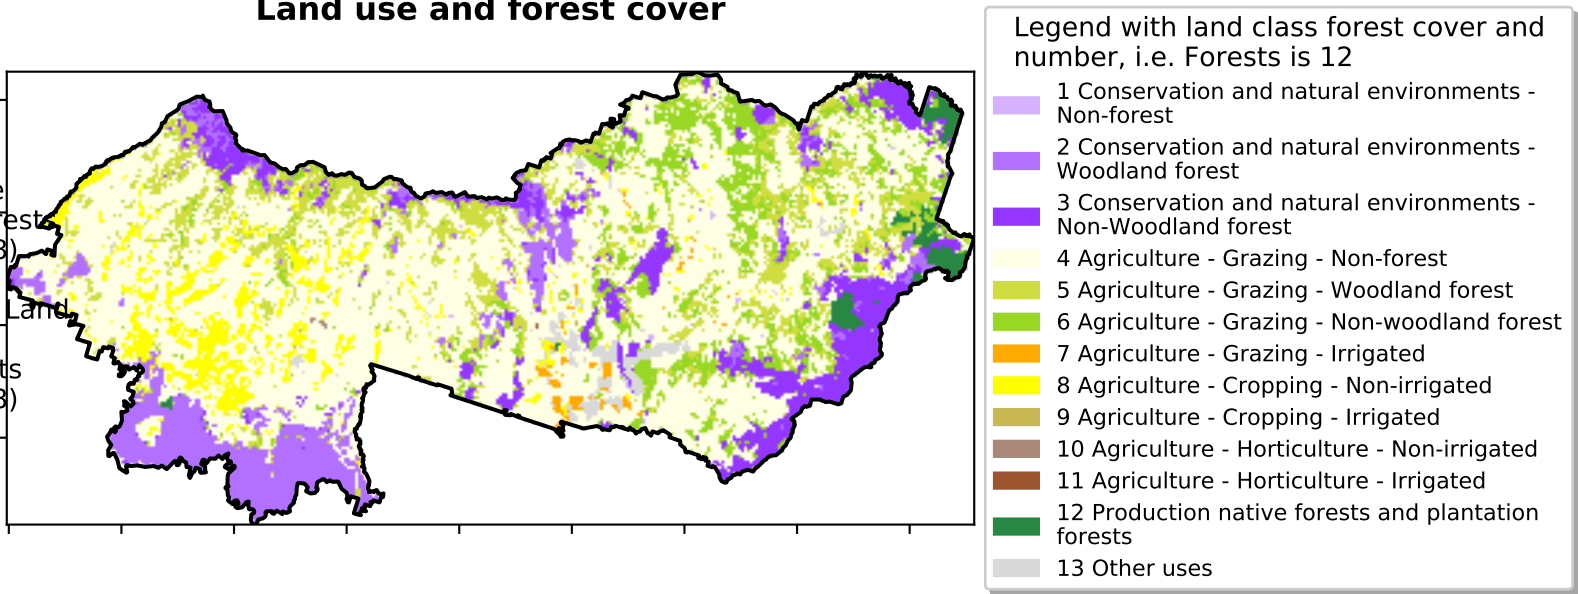 Land use and forest cover
Legend with land class forest cover and
number, i.e. Forests is 12
1 Conservation and natural environments -
Non-forest
2 Conservation and natural environments -
Woodland forest
3 Conservation and natural environments -
Non-Woodland forest
4 Agriculture - Grazing - Non-forest
5 Agriculture - Grazing - Woodland forest
6 Agriculture - Grazing - Non-woodland forest
7 Agriculture - Grazing - Irrigated
8 Agriculture - Cropping - Non-irrigated
9 Agriculture - Cropping - Irrigated
10 Agriculture - Horticulture - Non-irrigated
11 Agriculture - Horticulture - Irrigated
12 Production native forests and plantation
forests
13 Other uses
Land